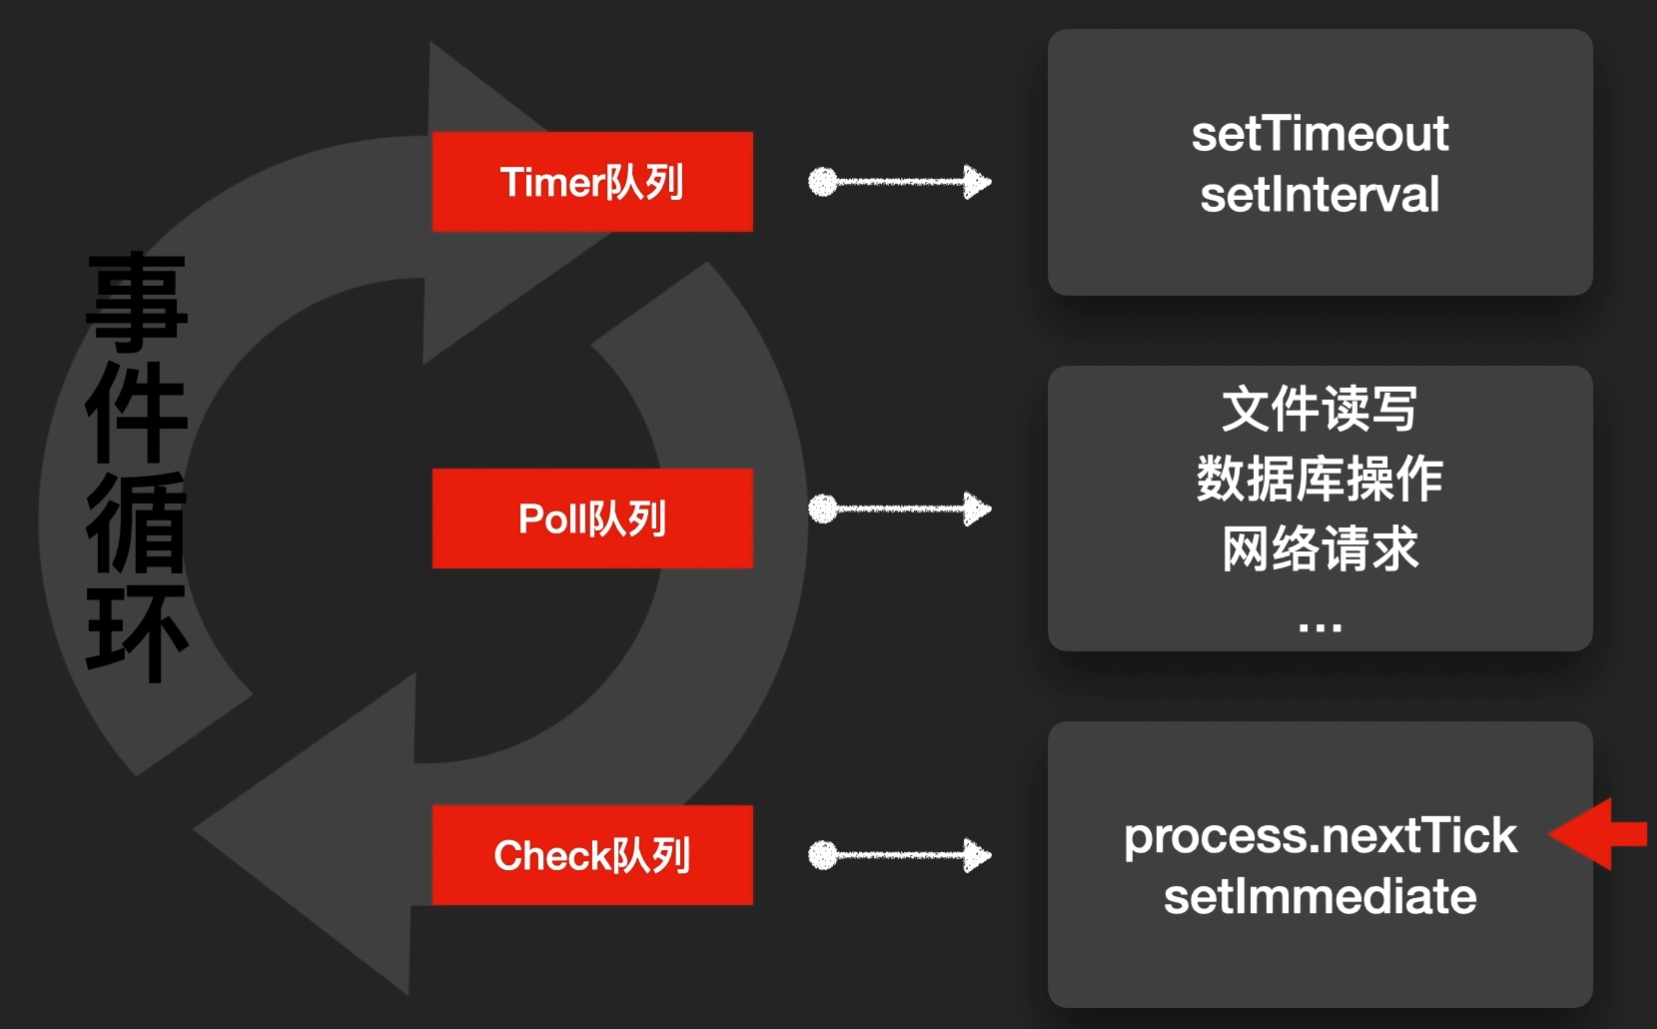 事件循环
Timer队列
setTimeout
setInterval
Poll队列
文件读写
数据库操作
网络请求
...
Check队列
process.nextTick
setImmediate